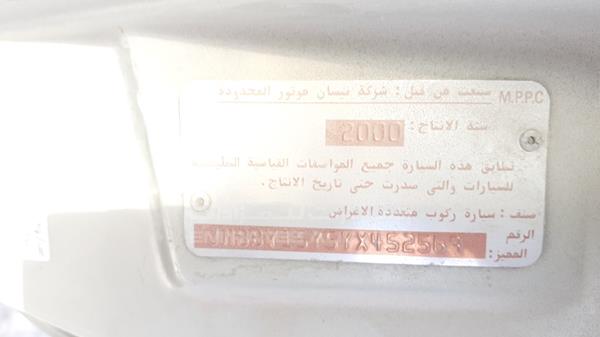 M.P.P.C صنعت من قبل : شركة نيسان موتور المحدودة
سنة الانتاج : 2000
تطابق هذه السيارة جميع المواصفات القياسية
للسيارات والتي صدرت حتى تاريخ الانتاج .
صنف : سيارة ركوب متعددة الاغراض
الرقم
المميز :